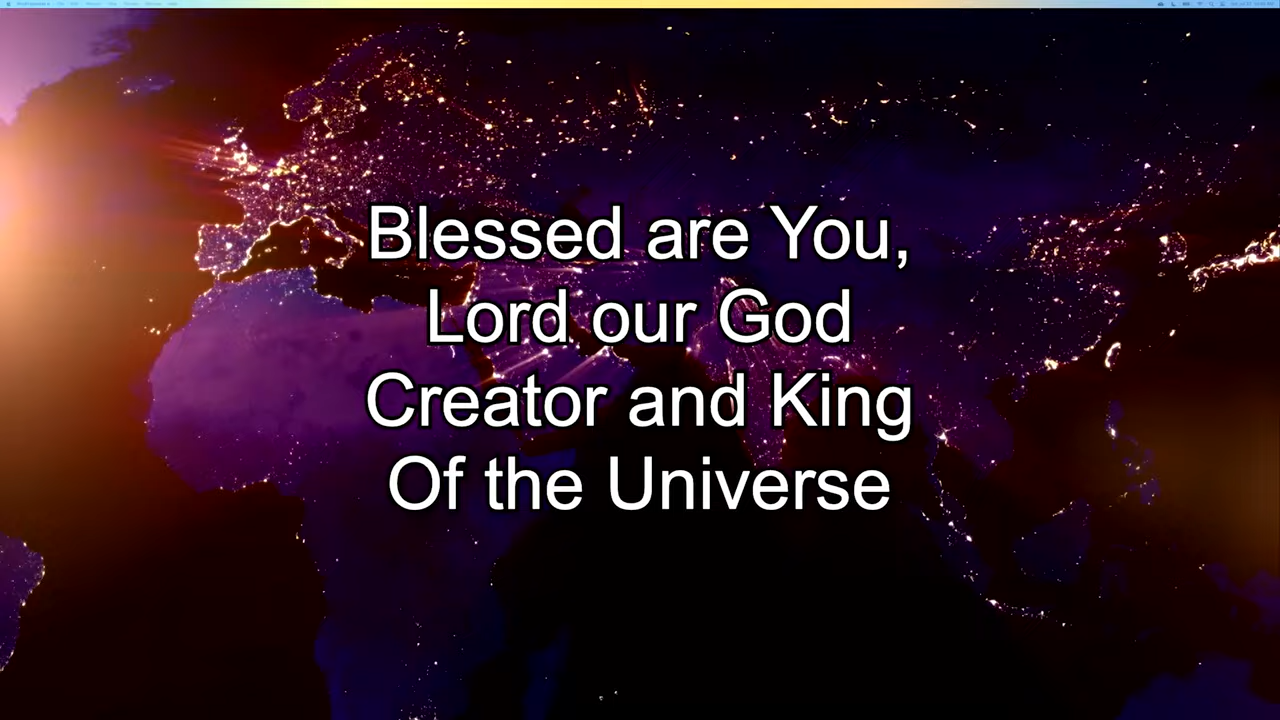 Blessed are You,
Lord our God
Creator and King
Of the Universe